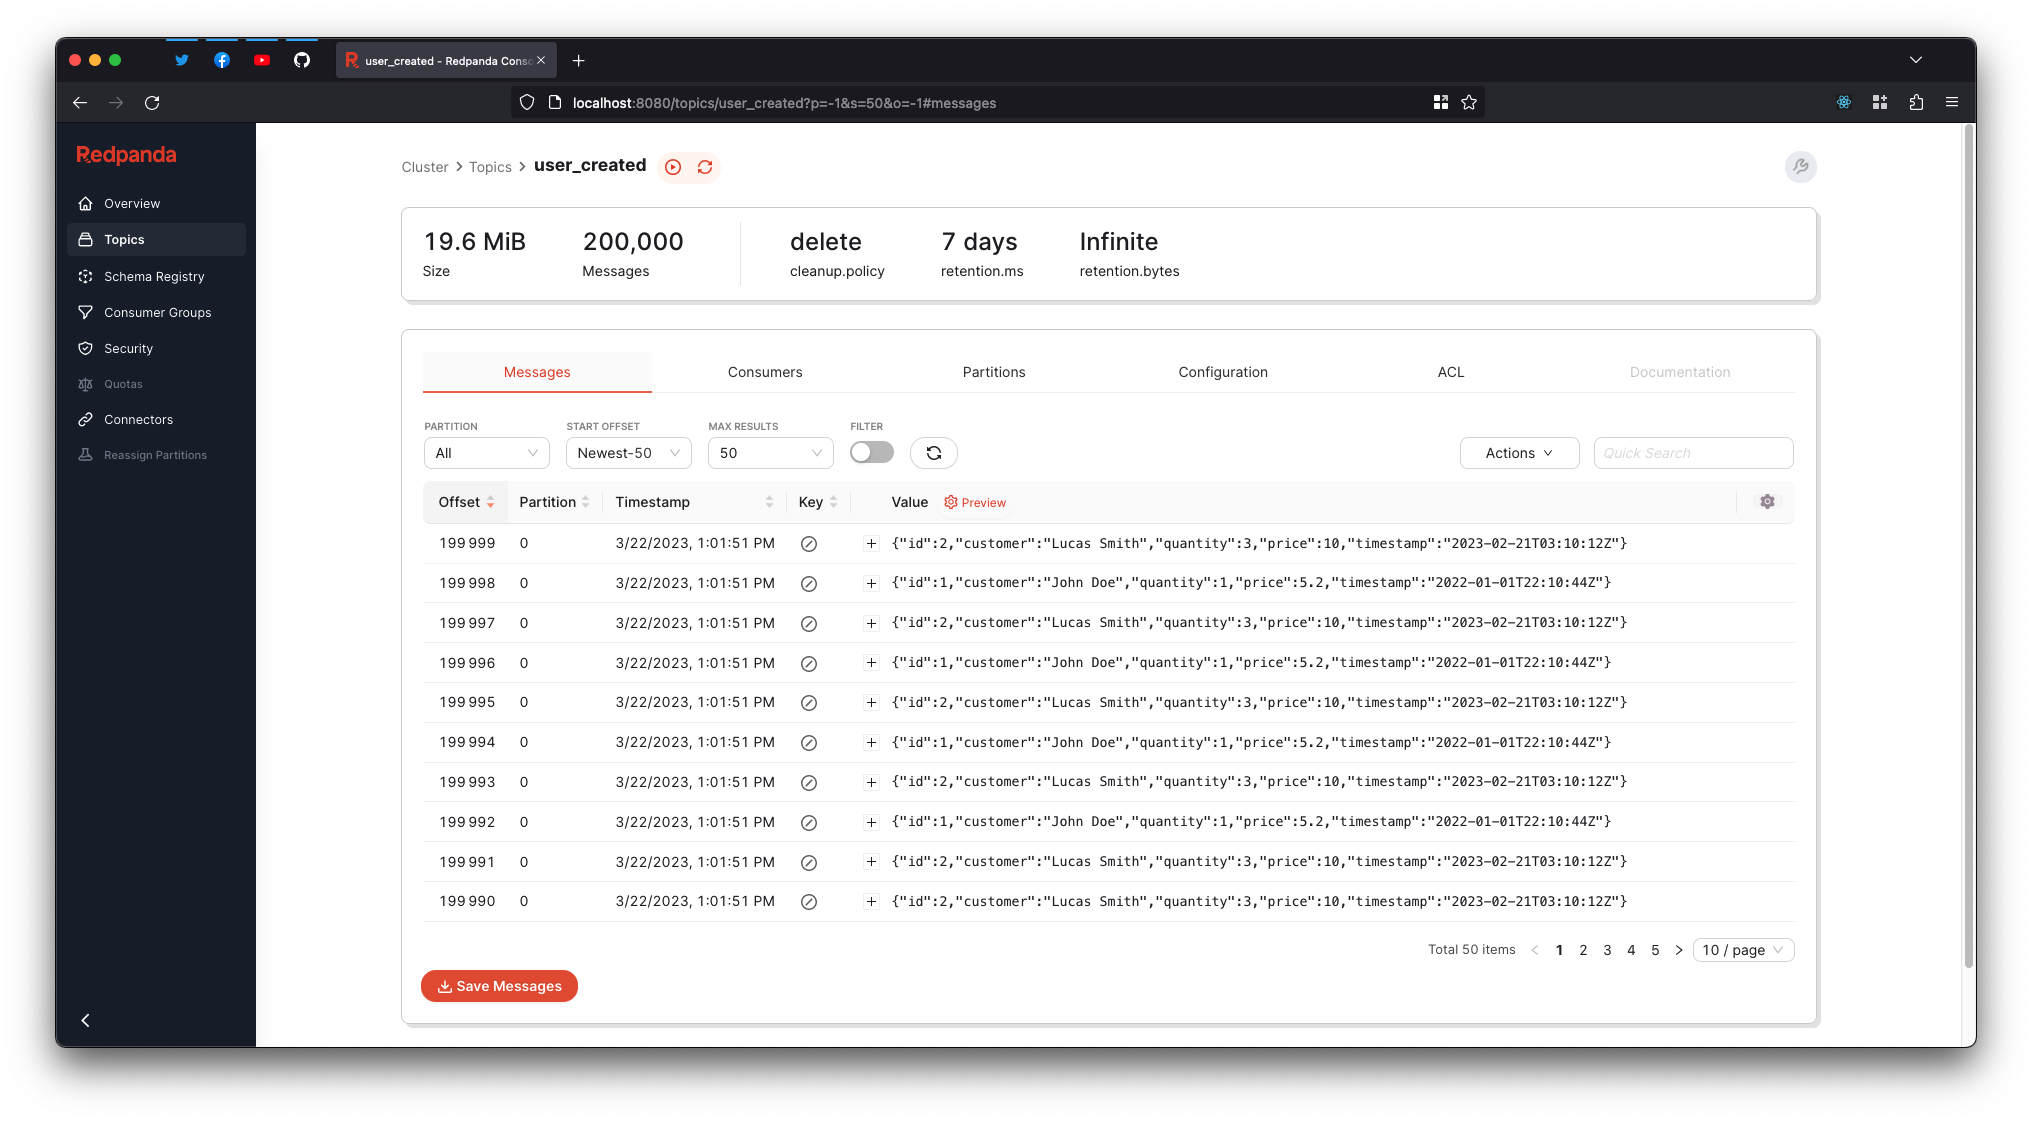 user_created - Redpanda Conso
localhost:8080/topics/user_created?p=-1&s=50&o=-1#messages
Redpanda
Overview
Topics
Schema Registry
Consumer Groups
Security
Quotas
Connectors
Reassign Partitions
Cluster > Topics > user_created
19.6 MiB 200,000 delete 7 days Infinite
Size Messages cleanup.policy retention.ms retention.bytes
Messages Consumers Partitions Configuration ACL Documentation
PARTITION START OFFSET MAX RESULTS FILTER
All Newest-50 50 Actions Quick Search
Offset Partition Timestamp Key Value Preview
199 999 0 3/22/2023, 1:01:51 PM + {"id":2,"customer":"Lucas Smith","quantity":3,"price":10,"timestamp":"2023-02-21T03:10:12Z"}
199 998 0 3/22/2023, 1:01:51 PM + {"id":1,"customer":"John Doe","quantity":1,"price":5.2,"timestamp":"2022-01-01T22:10:44Z"}
199 997 0 3/22/2023, 1:01:51 PM + {"id":2,"customer":"Lucas Smith","quantity":3,"price":10,"timestamp":"2023-02-21T03:10:12Z"}
199 996 0 3/22/2023, 1:01:51 PM + {"id":1,"customer":"John Doe","quantity":1,"price":5.2,"timestamp":"2022-01-01T22:10:44Z"}
199 995 0 3/22/2023, 1:01:51 PM + {"id":2,"customer":"Lucas Smith","quantity":3,"price":10,"timestamp":"2023-02-21T03:10:12Z"}
199 994 0 3/22/2023, 1:01:51 PM + {"id":1,"customer":"John Doe","quantity":1,"price":5.2,"timestamp":"2022-01-01T22:10:44Z"}
199 993 0 3/22/2023, 1:01:51 PM + {"id":2,"customer":"Lucas Smith","quantity":3,"price":10,"timestamp":"2023-02-21T03:10:12Z"}
199 992 0 3/22/2023, 1:01:51 PM + {"id":1,"customer":"John Doe","quantity":1,"price":5.2,"timestamp":"2022-01-01T22:10:44Z"}
199 991 0 3/22/2023, 1:01:51 PM + {"id":2,"customer":"Lucas Smith","quantity":3,"price":10,"timestamp":"2023-02-21T03:10:12Z"}
199 990 0 3/22/2023, 1:01:51 PM + {"id":2,"customer":"Lucas Smith","quantity":3,"price":10,"timestamp":"2023-02-21T03:10:12Z"}
Total 50 items < 1 2 3 4 5 > 10 / page
Save Messages